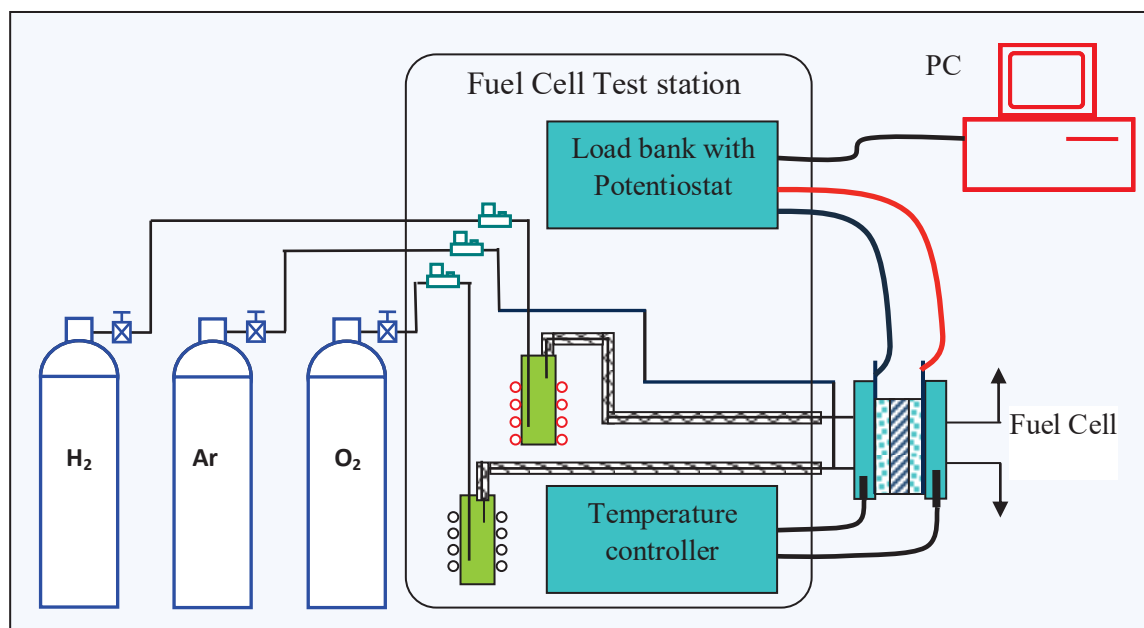 Fuel Cell Test station
PC
Load bank with
Potentiostat
H₂
Ar
O₂
Fuel Cell
Temperature
controller